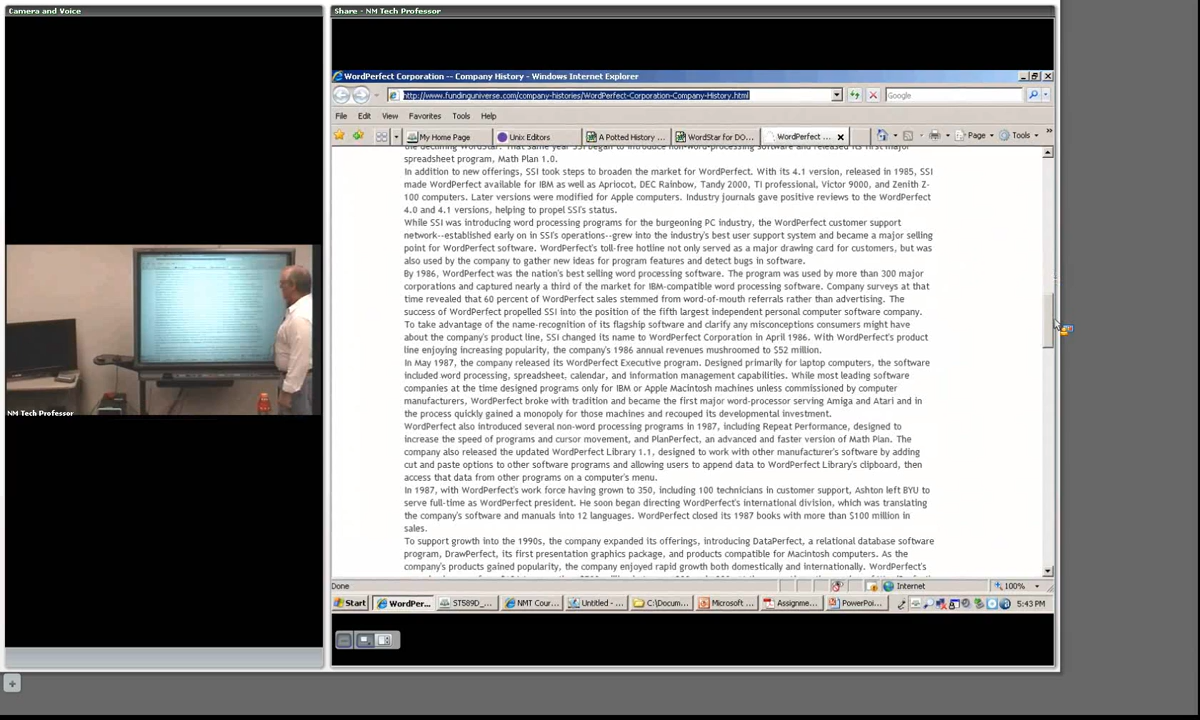 Camera and Voice
Share - NM Tech Professor
WordPerfect Corporation -- Company History - Windows Internet Explorer
http://www.fundinguniverse.com/company-histories/WordPerfect-Corporation-Company-History.html
Google
File Edit View Favorites Tools Help
My Home Page
Unix Editors
A Potted History ...
WordStar for DO...
WordPerfect ...
Page
Tools
the declining WordStar. That same year SSI began to introduce non-word-processing software and released its first major
spreadsheet program, Math Plan 1.0.
In addition to new offerings, SSI took steps to broaden the market for WordPerfect. With its 4.1 version, released in 1985, SSI
made WordPerfect available for IBM as well as Apricot, DEC Rainbow, Tandy 2000, TI professional, Victor 9000, and Zenith Z-
100 computers. Later versions were modified for Apple computers. Industry journals gave positive reviews to the WordPerfect
4.0 and 4.1 versions, helping to propel SSI's status.
While SSI was introducing word processing programs for the burgeoning PC industry, the WordPerfect customer support
network--established early on in SSI's operations--grew into the industry's best user support system and became a major selling
point for WordPerfect software. WordPerfect's toll-free hotline not only served as a major drawing card for customers, but was
also used by the company to gather new ideas for program features and detect bugs in software.
By 1986, WordPerfect was the nation's best selling word processing software. The program was used by more than 300 major
corporations and captured nearly a third of the market for IBM-compatible word processing software. Company surveys at that
time revealed that 60 percent of WordPerfect sales stemmed from word-of-mouth referrals rather than advertising. The
success of WordPerfect propelled SSI into the position of the fifth largest independent personal computer software company.
To take advantage of the name-recognition of its flagship software and clarify any misconceptions consumers might have
about the company's product line, SSI changed its name to WordPerfect Corporation in April 1986. With WordPerfect's product
line enjoying increasing popularity, the company's 1986 annual revenues mushroomed to $52 million.
In May 1987, the company released its WordPerfect Executive program. Designed primarily for laptop computers, the software
included word processing, spreadsheet, calendar, and information management capabilities. While most leading software
companies at the time designed programs only for IBM or Apple Macintosh machines unless commissioned by computer
manufacturers, WordPerfect broke with tradition and became the first major word-processor serving Amiga and Atari and in
the process quickly gained a monopoly for those machines and recouped its developmental investment.
WordPerfect also introduced several non-word processing programs in 1987, including Repeat Performance, designed to
increase the speed of programs and cursor movement, and PlanPerfect, an advanced and faster version of Math Plan. The
company also released the updated WordPerfect Library 1.1, designed to work with other manufacturer's software by adding
cut and paste options to other software programs and allowing users to append data to WordPerfect Library's clipboard, then
access that data from other programs on a computer's menu.
In 1987, with WordPerfect's work force having grown to 350, including 100 technicians in customer support, Ashton left BYU to
serve full-time as WordPerfect president. He soon began directing WordPerfect's international division, which was translating
the company's software and manuals into 12 languages. WordPerfect closed its 1987 books with more than $100 million in
sales.
To support growth into the 1990s, the company expanded its offerings, introducing DataPerfect, a relational database software
program, DrawPerfect, its first presentation graphics package, and products compatible for Macintosh computers. As the
company's products gained popularity, the company enjoyed rapid growth both domestically and internationally. WordPerfect's
NM Tech Professor
Done
Internet
100%
Start
WordPer...
ST589D_...
NMT Cour...
Untitled - ...
C:\Docum...
Microsoft ...
Assignme...
PowerPoi...
5:43 PM